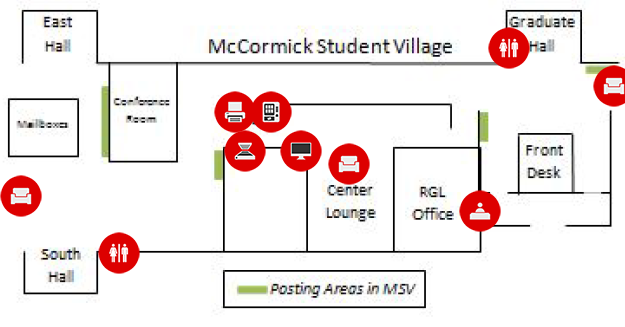 East
Hall
McCormick Student Village
Graduate
Hall
Conference
Room
Mailboxes
Front
Desk
Center
Lounge
RGL
Office
South
Hall
Posting Areas in MSV